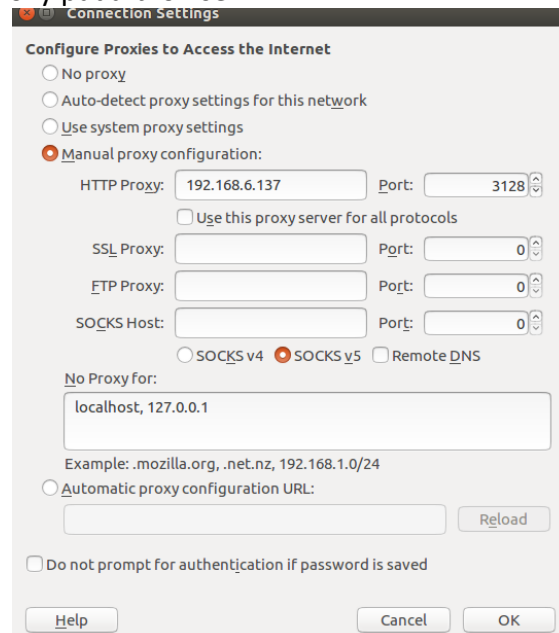 Connection Settings
Configure Proxies to Access the Internet
No proxy
Auto-detect proxy settings for this network
Use system proxy settings
Manual proxy configuration:
HTTP Proxy: 192.168.6.137 Port: 3128
Use this proxy server for all protocols
SSL Proxy: Port: 0
FTP Proxy: Port: 0
SOCKS Host: Port: 0
SOCKS v4 SOCKS v5 Remote DNS
No Proxy for:
localhost, 127.0.0.1
Example: .mozilla.org, .net.nz, 192.168.1.0/24
Automatic proxy configuration URL:
Reload
Do not prompt for authentication if password is saved
Help Cancel OK